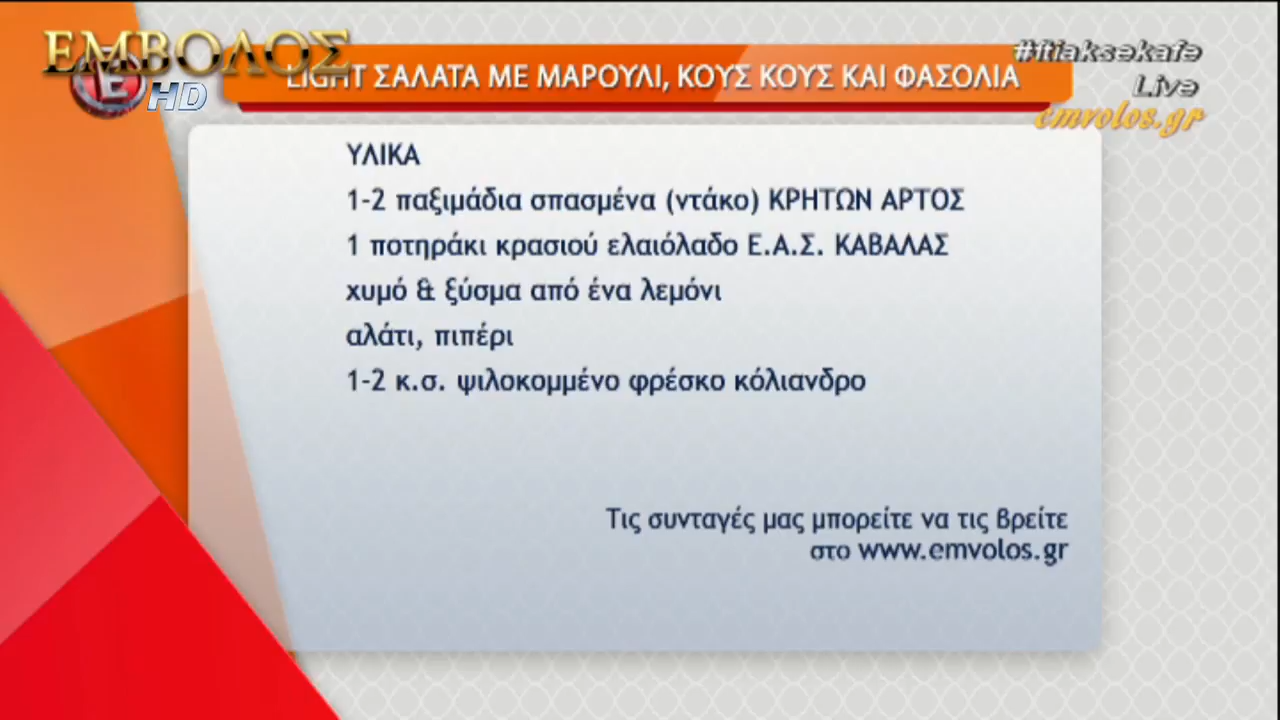 ΕΜΒΟΛΟΣ
E HD
LIGHT ΣΑΛΑΤΑ ΜΕ ΜΑΡΟΥΛΙ, ΚΟΥΣ ΚΟΥΣ ΚΑΙ ΦΑΣΟΛΙΑ
#ftiaksekafe
Live
emvolos.gr
ΥΛΙΚΑ
1-2 παξιμάδια σπασμένα (ντάκο) ΚΡΗΤΩΝ ΑΡΤΟΣ
1 ποτηράκι κρασιού ελαιόλαδο Ε.Α.Σ. ΚΑΒΑΛΑΣ
χυμό & ξύσμα από ένα λεμόνι
αλάτι, πιπέρι
1-2 κ.σ. ψιλοκομμένο φρέσκο κόλιανδρο
Τις συνταγές μας μπορείτε να τις βρείτε
στο www.emvolos.gr